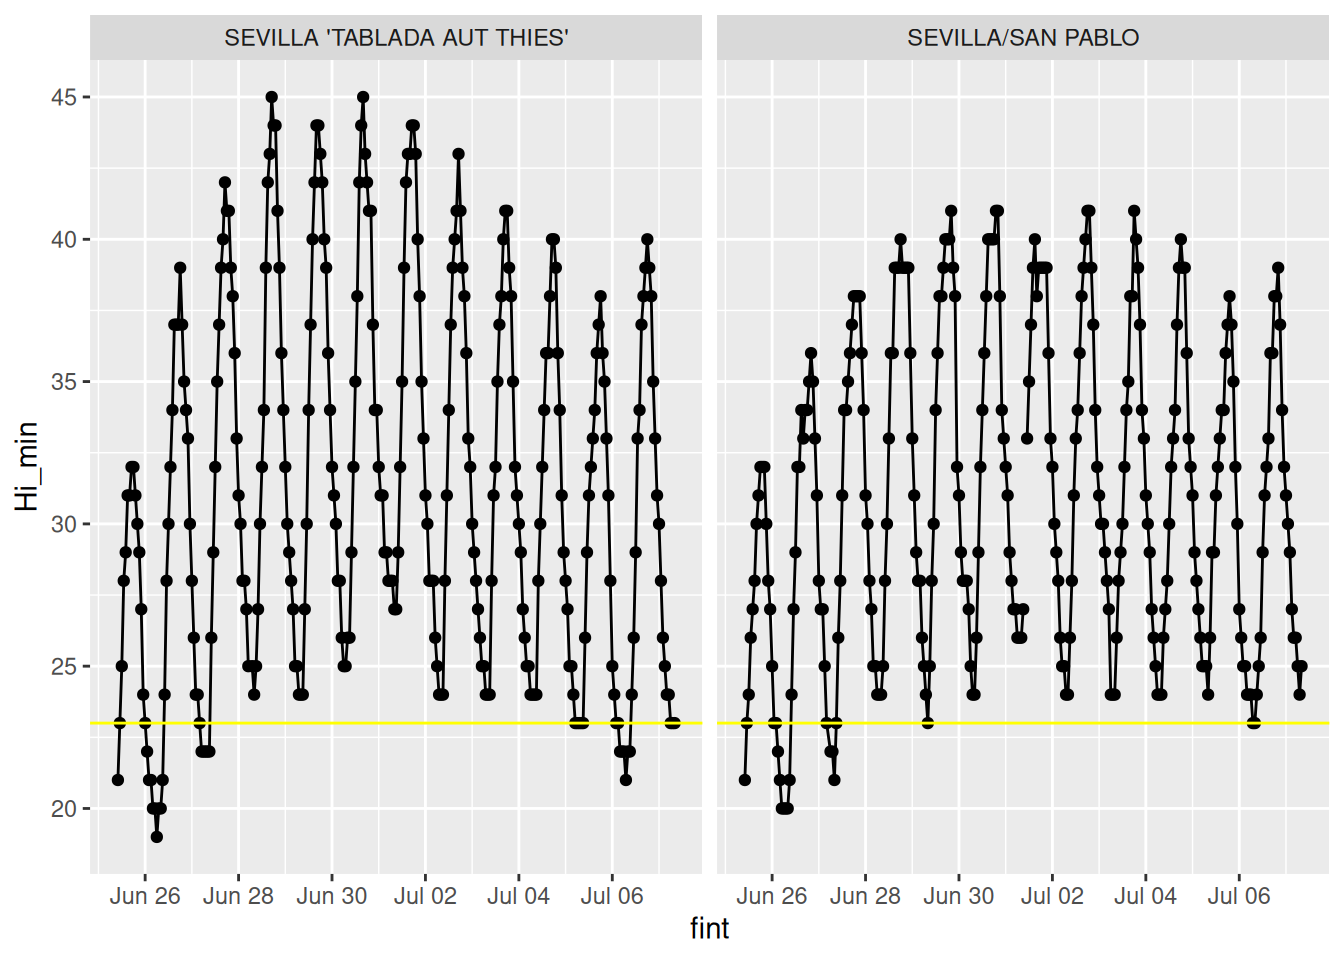 SEVILLA 'TABLADA AUT THIES'
SEVILLA/SAN PABLO
45
40
35
30
25
20
Hi_min
Jun 26 Jun 28 Jun 30 Jul 02 Jul 04 Jul 06
Jun 26 Jun 28 Jun 30 Jul 02 Jul 04 Jul 06
fint